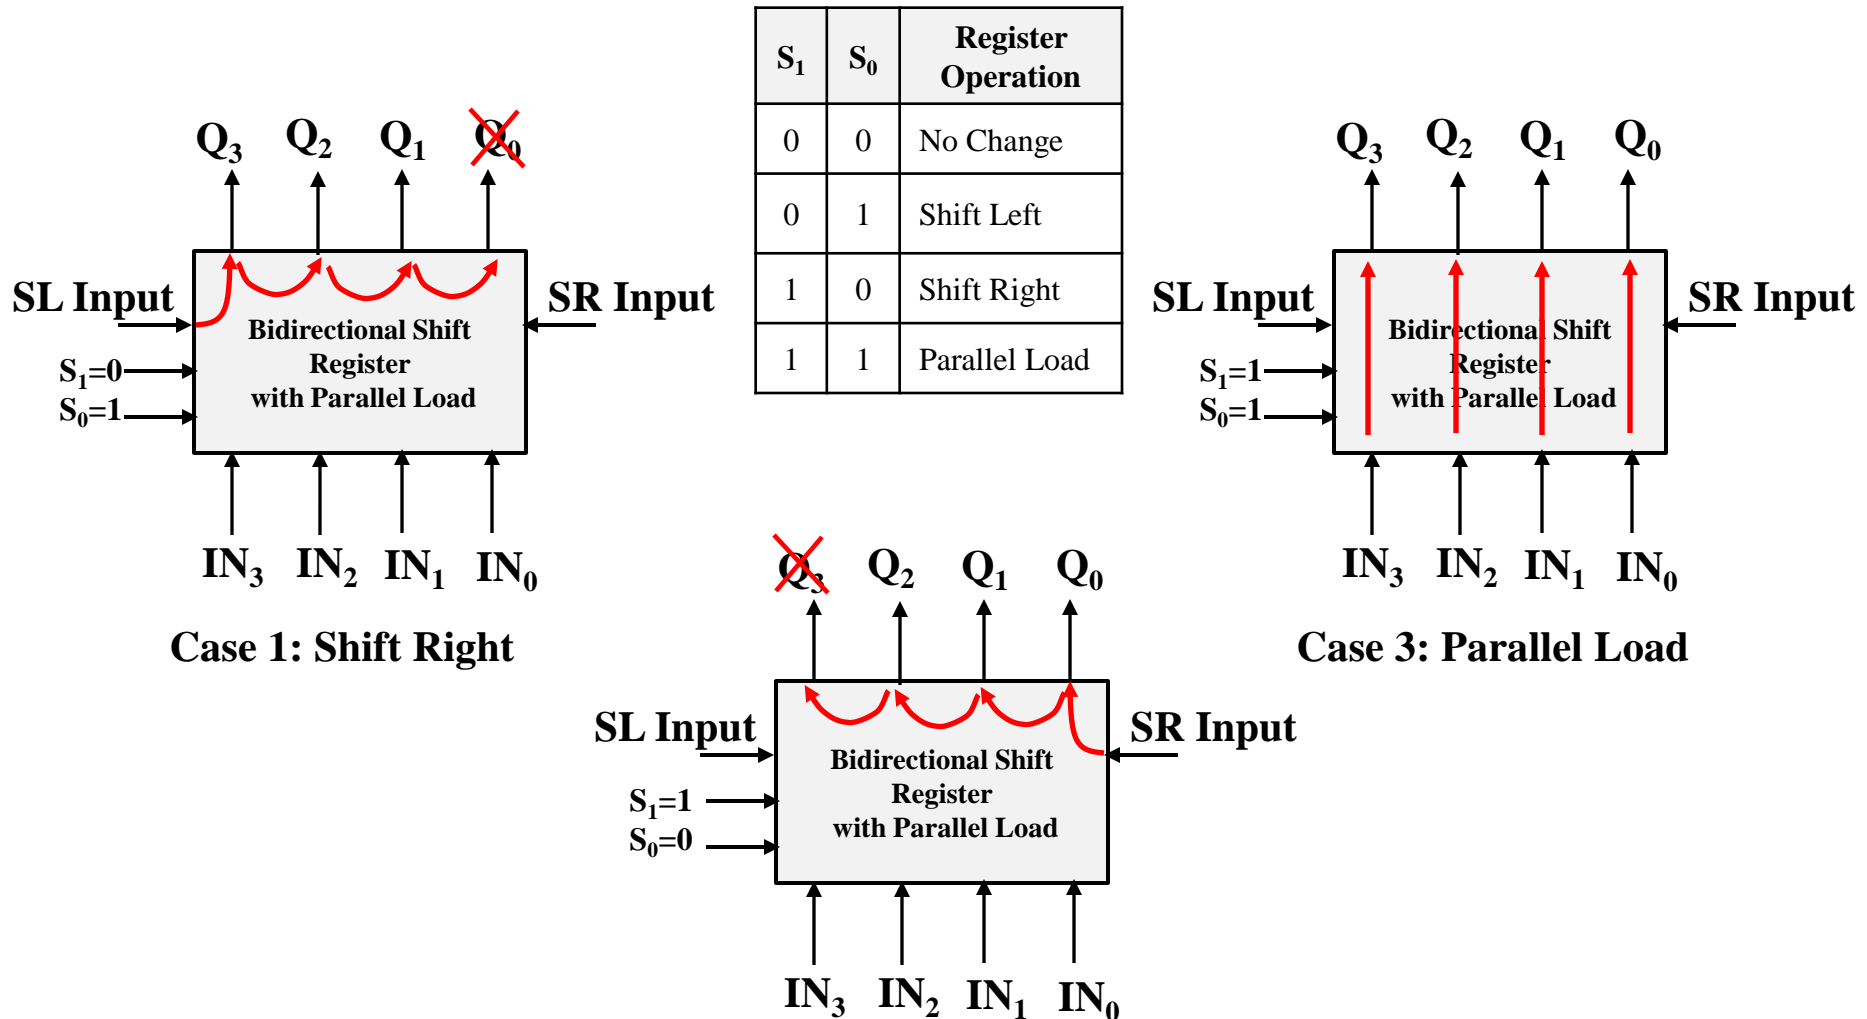 S₁ S₀ Register Operation
0 0 No Change
0 1 Shift Left
1 0 Shift Right
1 1 Parallel Load
Q₃ Q₂ Q₁ Q₀
SL Input
SR Input
Bidirectional Shift
Register
with Parallel Load
S₁=0
S₀=1
IN₃ IN₂ IN₁ IN₀
Case 1: Shift Right
Q₃ Q₂ Q₁ Q₀
SL Input
SR Input
Bidirectional Shift
Register
with Parallel Load
S₁=1
S₀=0
IN₃ IN₂ IN₁ IN₀
Q₃ Q₂ Q₁ Q₀
SL Input
SR Input
Bidirectional Shift
Register
with Parallel Load
S₁=1
S₀=1
IN₃ IN₂ IN₁ IN₀
Case 3: Parallel Load